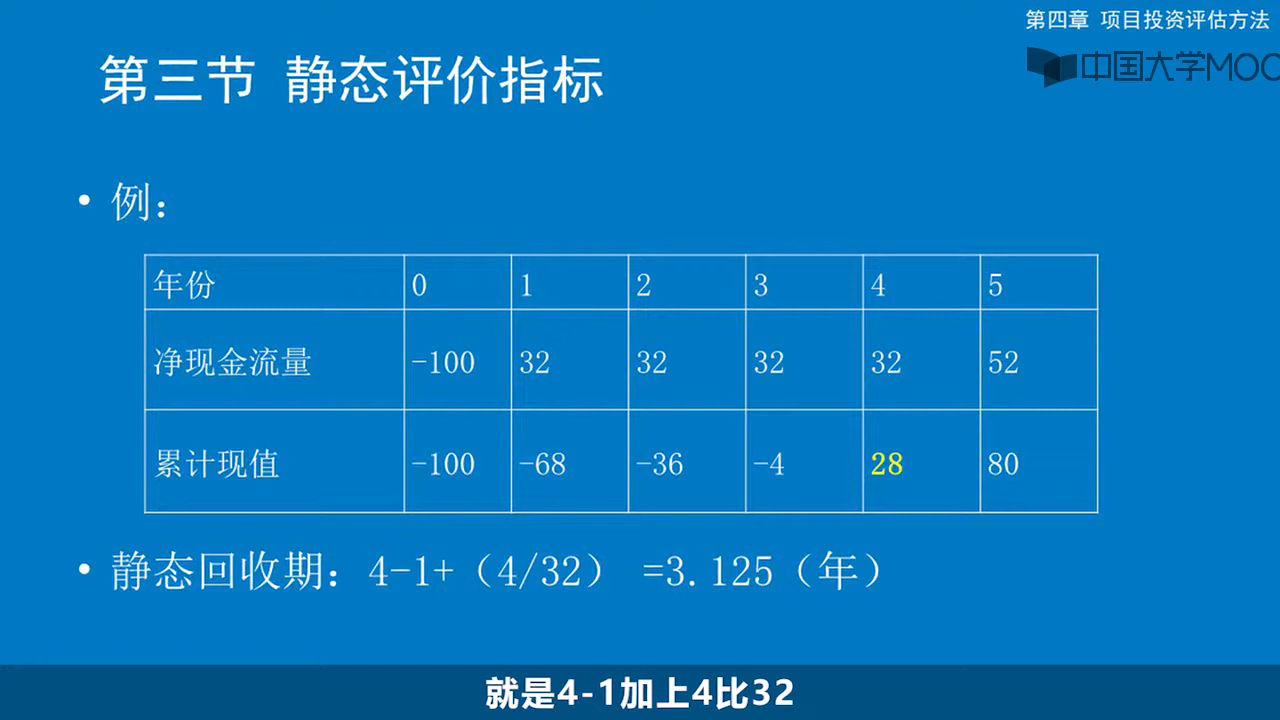 第四章 项目投资评估方法
中国大学MOOC
第三节 静态评价指标
• 例：
年份 0 1 2 3 4 5
净现金流量 -100 32 32 32 32 52
累计现值 -100 -68 -36 -4 28 80
• 静态回收期：4-1+（4/32） =3.125（年）
就是4-1加上4比32